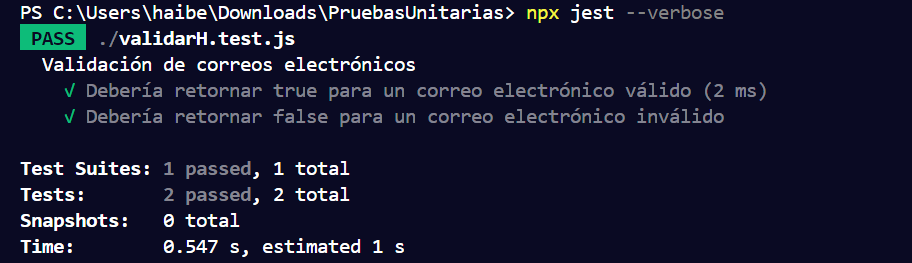 PS C:\Users\haibe\Downloads\PruebasUnitarias> npx jest --verbose
PASS ./validarH.test.js
Validación de correos electrónicos
√ Debería retornar true para un correo electrónico válido (2 ms)
√ Debería retornar false para un correo electrónico inválido
Test Suites: 1 passed, 1 total
Tests: 2 passed, 2 total
Snapshots: 0 total
Time: 0.547 s, estimated 1 s